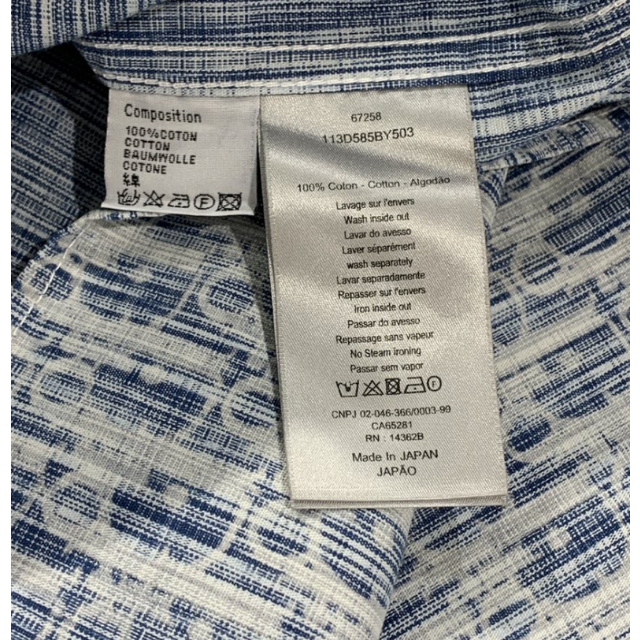 Composition
100%COTON
COTTON
BAUMWOLLE
COTONE
綿
67258
113D585BY503
100% Coton - Cotton - Algodão
Lavage sur l'envers
Wash inside out
Lavar do avesso
Laver séparément
wash separately
Lavar separadamente
Repasser sur l'envers
Iron inside out
Passar do avesso
Repassage sans vapeur
No Steam ironing
Passar sem vapor
CNPJ 02-046-366/0003-99
CA65281
RN : 14362B
Made In JAPAN
JAPÃO